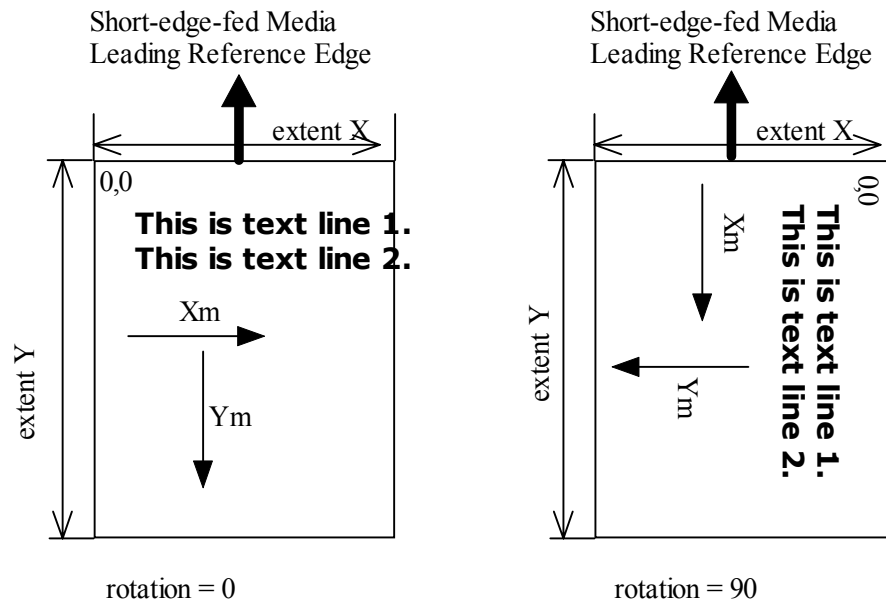 Short-edge-fed Media
Leading Reference Edge
extent X
0,0
This is text line 1.
This is text line 2.
Xm
Ym
extent Y
rotation = 0
Short-edge-fed Media
Leading Reference Edge
extent X
0,0
This is text line 1.
This is text line 2.
Xm
Ym
extent Y
rotation = 90